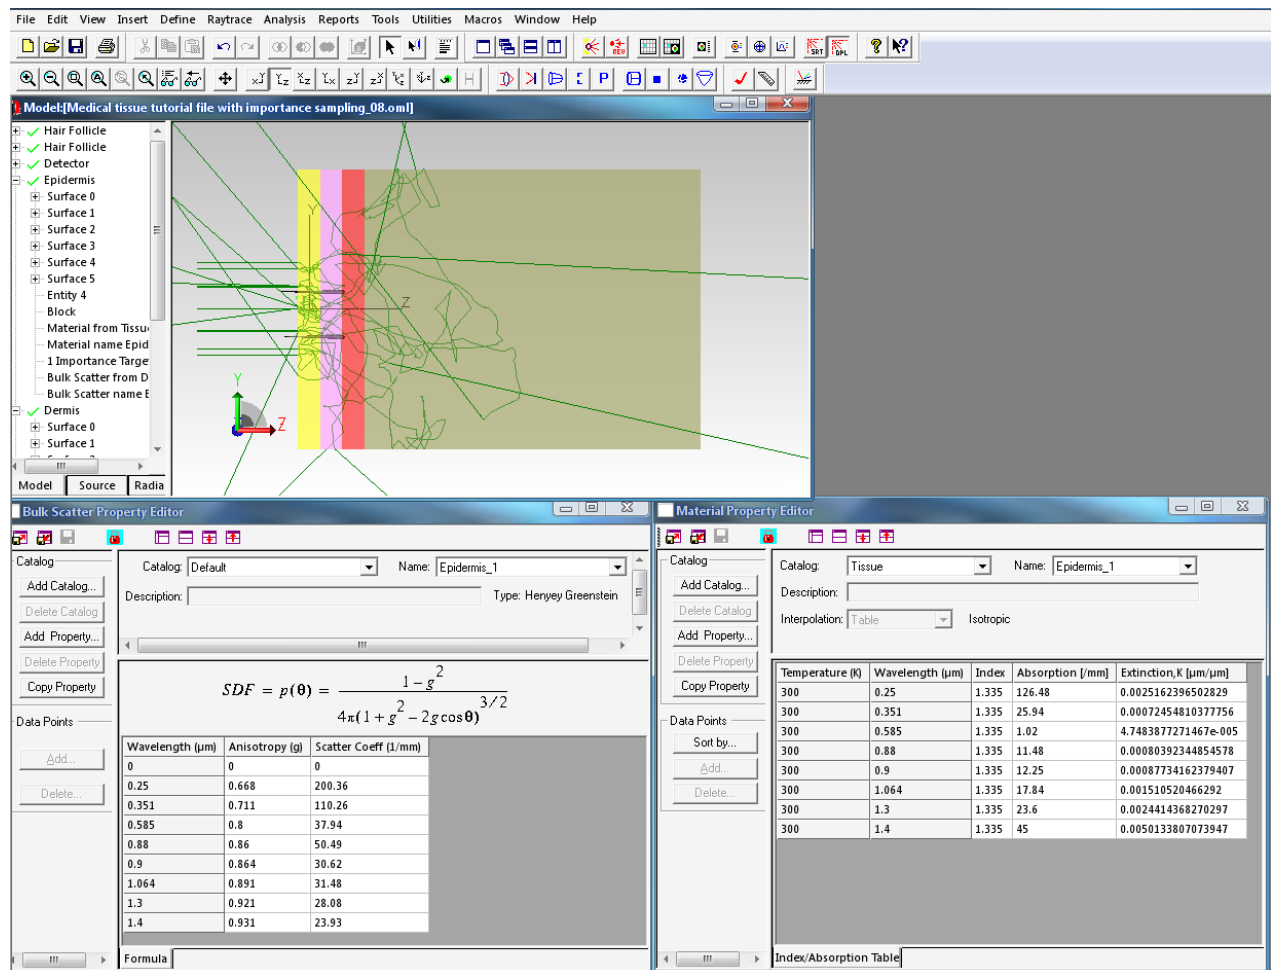 File Edit View Insert Define Raytrace Analysis Reports Tools Utilities Macros Window Help
Model:[Medical tissue tutorial file with importance sampling_08.oml]
Hair Follicle
Hair Follicle
Detector
Epidermis
Surface 0
Surface 1
Surface 2
Surface 3
Surface 4
Surface 5
Entity 4
Block
Material from Tissu
Material name Epid
1 Importance Targe
Bulk Scatter from D
Bulk Scatter name E
Dermis
Surface 0
Surface 1
Model Source Radia
Y
Z
Y
Z
Bulk Scatter Property Editor
Catalog
Add Catalog...
Delete Catalog
Add Property...
Delete Property
Copy Property
Data Points
Add...
Delete...
Catalog: Default Name: Epidermis_1
Description: Type: Henyey Greenstein
SDF = p(θ) = (1 − g²) / (4π(1 + g² − 2g cosθ)^(3/2))
Wavelength (µm) Anisotropy (g) Scatter Coeff (1/mm)
0 0 0
0.25 0.668 200.36
0.351 0.711 110.26
0.585 0.8 37.94
0.88 0.86 50.49
0.9 0.864 30.62
1.064 0.891 31.48
1.3 0.921 28.08
1.4 0.931 23.93
Formula
Material Property Editor
Catalog
Add Catalog...
Delete Catalog
Add Property...
Delete Property
Copy Property
Data Points
Sort by...
Add...
Delete...
Catalog: Tissue Name: Epidermis_1
Description:
Interpolation: Table Isotropic
Temperature (K) Wavelength (µm) Index Absorption [/mm] Extinction,K [µm/µm]
300 0.25 1.335 126.48 0.0025162396502829
300 0.351 1.335 25.94 0.00072454810377756
300 0.585 1.335 1.02 4.7483877271467e-005
300 0.88 1.335 11.48 0.00080392344854578
300 0.9 1.335 12.25 0.00087734162379407
300 1.064 1.335 17.84 0.001510520466292
300 1.3 1.335 23.6 0.0024414368270297
300 1.4 1.335 45 0.0050133807073947
Index/Absorption Table